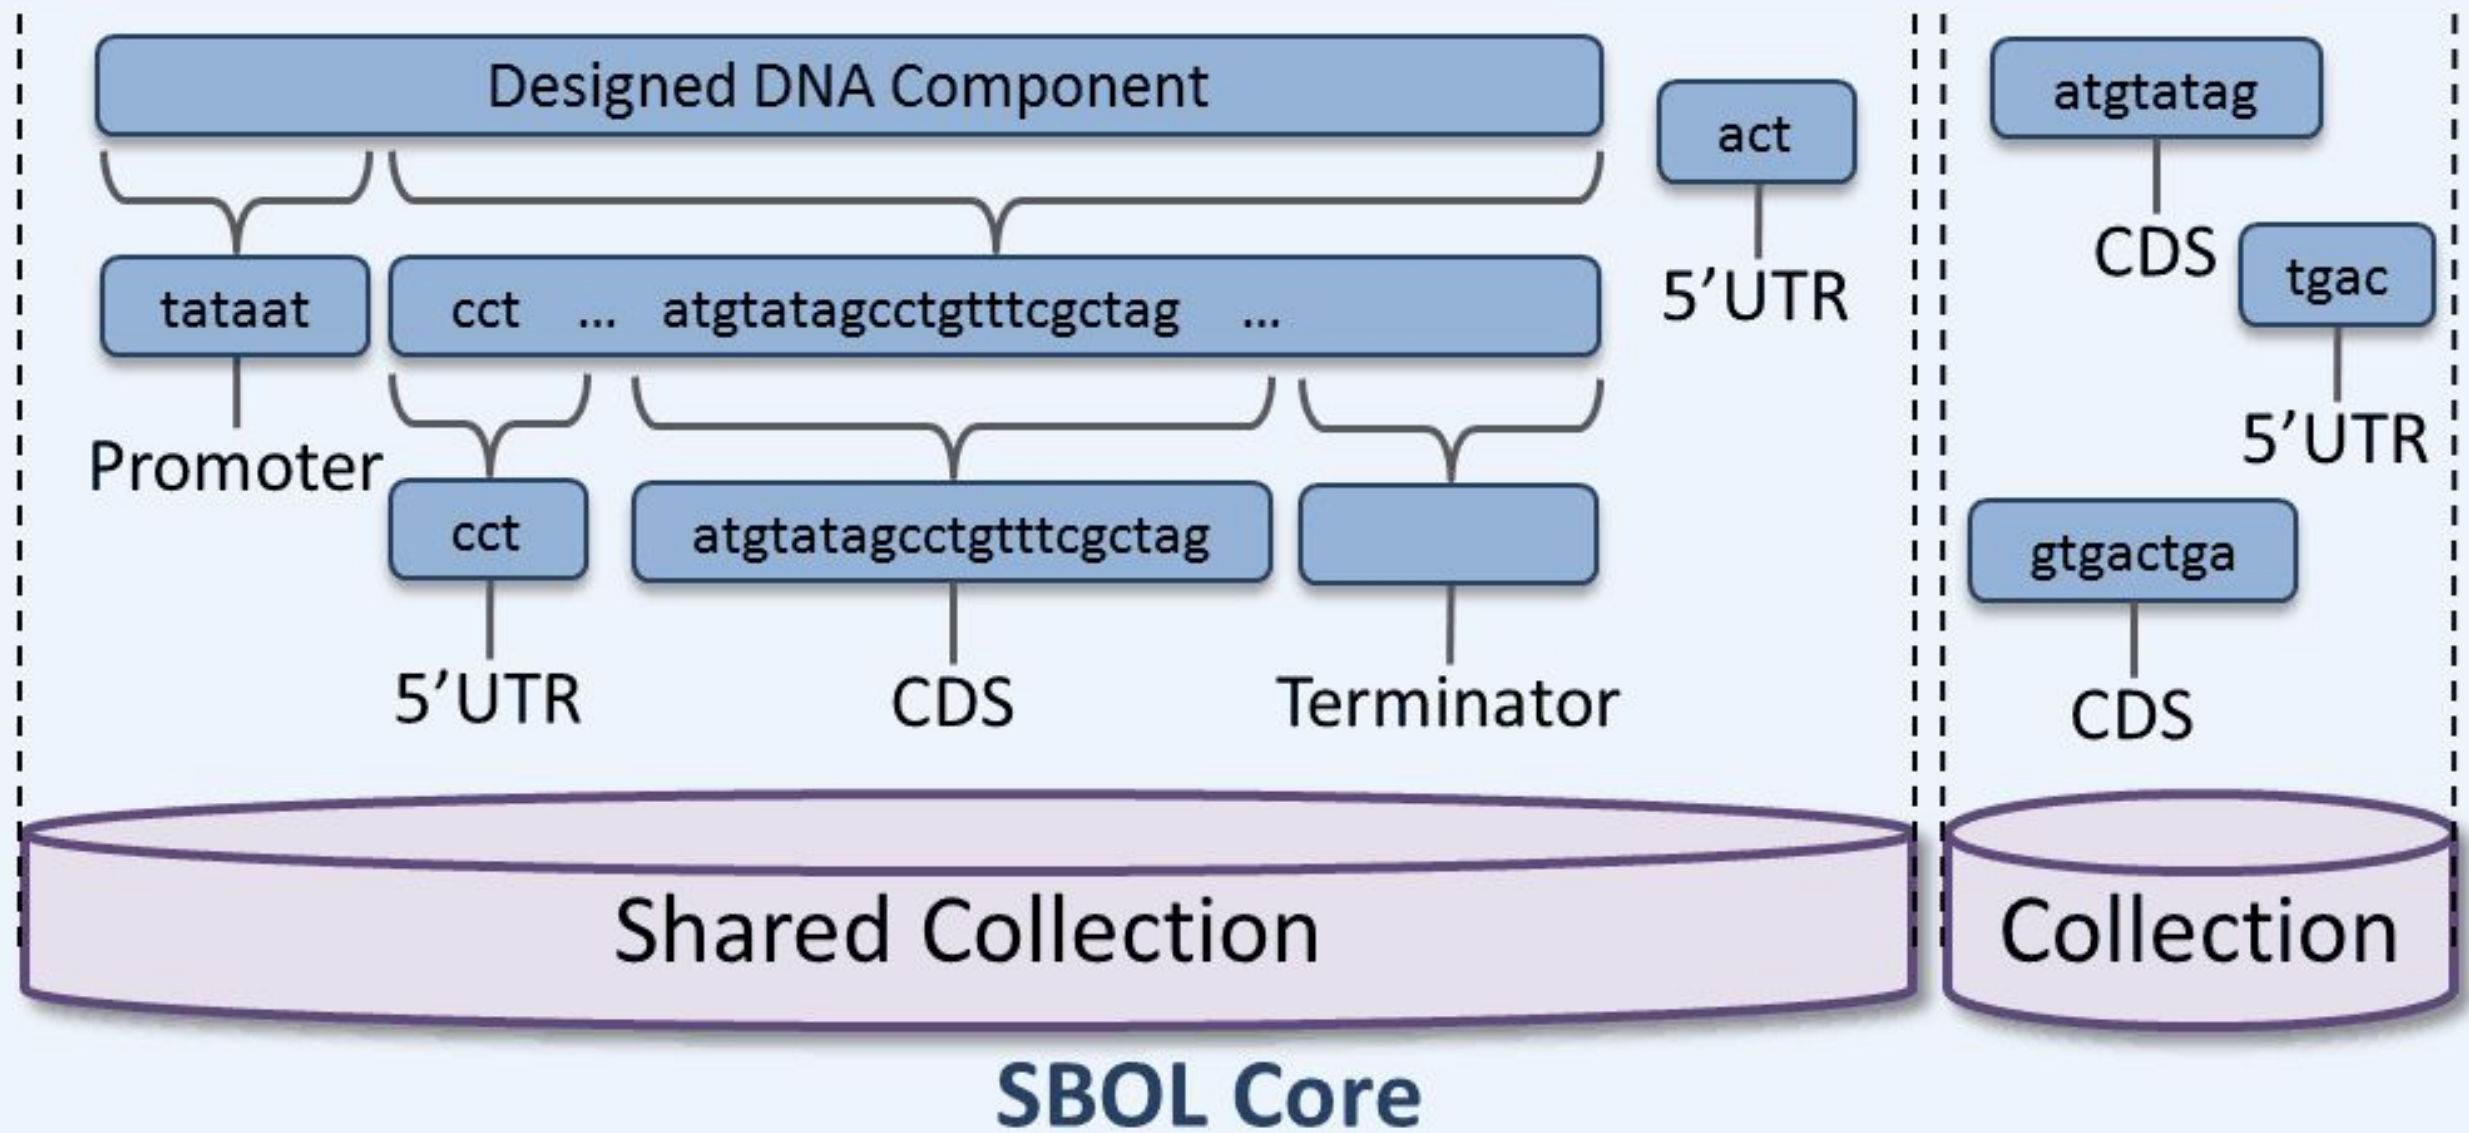 Designed DNA Component
act
5’UTR
tataat
Promoter
cct ... atgtatagcctgtttcgctag ...
cct
5’UTR
atgtatagcctgtttcgctag
CDS
Terminator
atgtatag
CDS
tgac
5’UTR
gtgactga
CDS
Shared Collection
Collection
SBOL Core